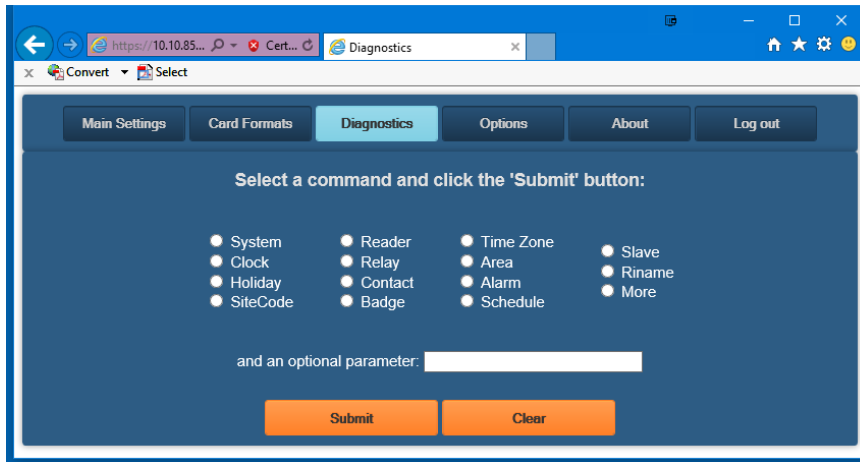 https://10.10.85... Cert... Diagnostics
x Convert Select
Main Settings Card Formats Diagnostics Options About Log out
Select a command and click the 'Submit' button:
System Reader Time Zone Slave
Clock Relay Area Riname
Holiday Contact Alarm More
SiteCode Badge Schedule
and an optional parameter:
Submit Clear